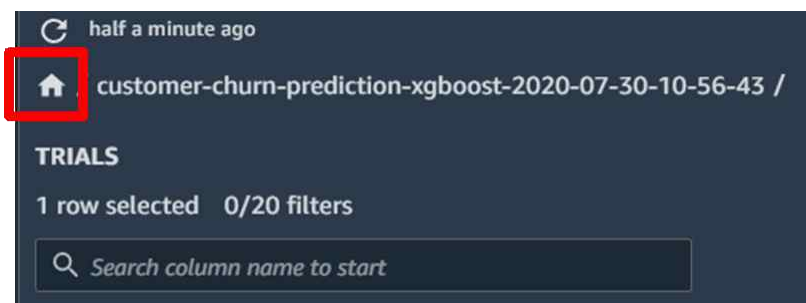 half a minute ago
/ customer-churn-prediction-xgboost-2020-07-30-10-56-43 /
TRIALS
1 row selected 0/20 filters
Search column name to start